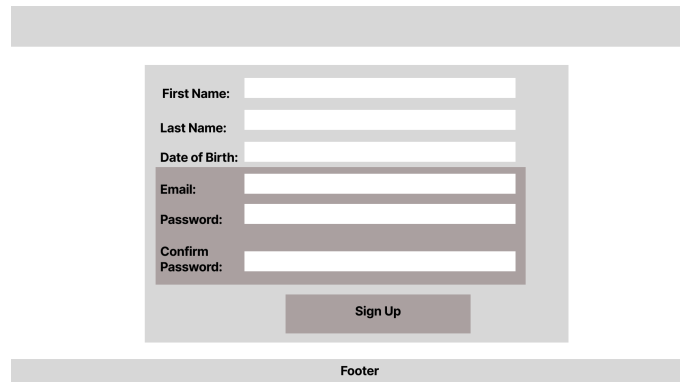 First Name:
Last Name:
Date of Birth:
Email:
Password:
Confirm
Password:
Sign Up
Footer